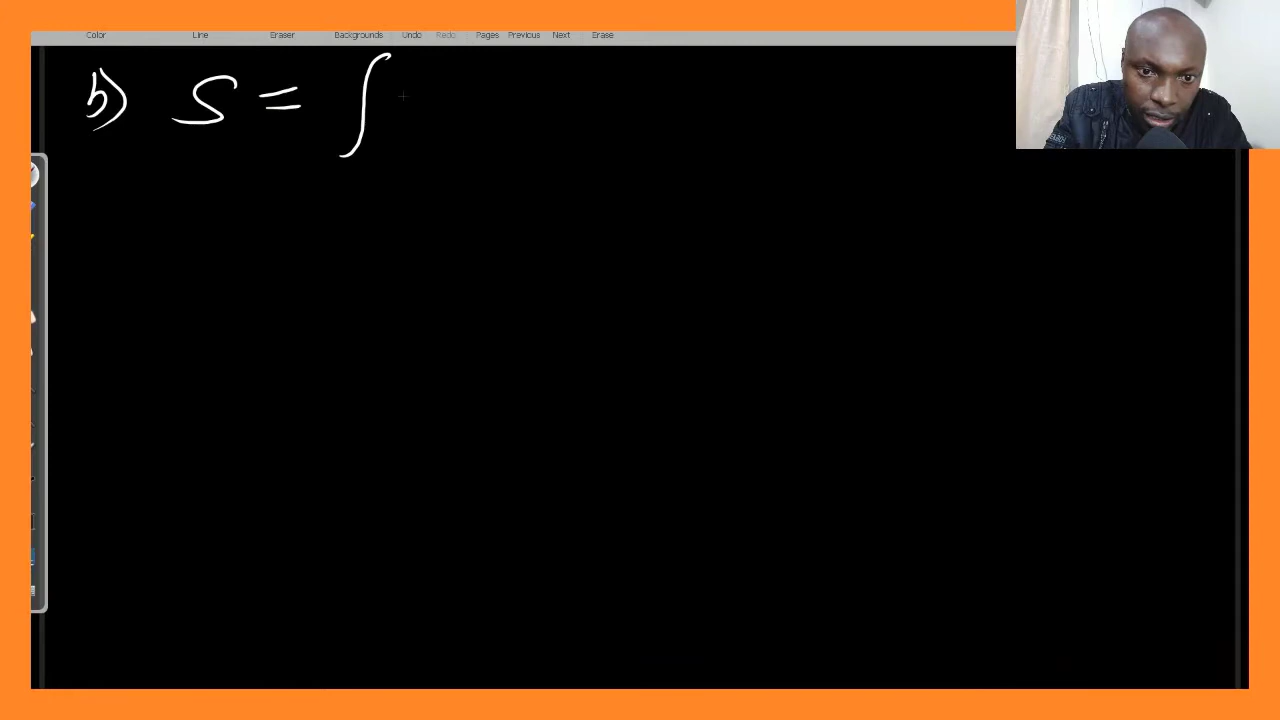 Color Line Eraser Backgrounds Undo Redo Pages Previous Next Erase
b) S = ∫